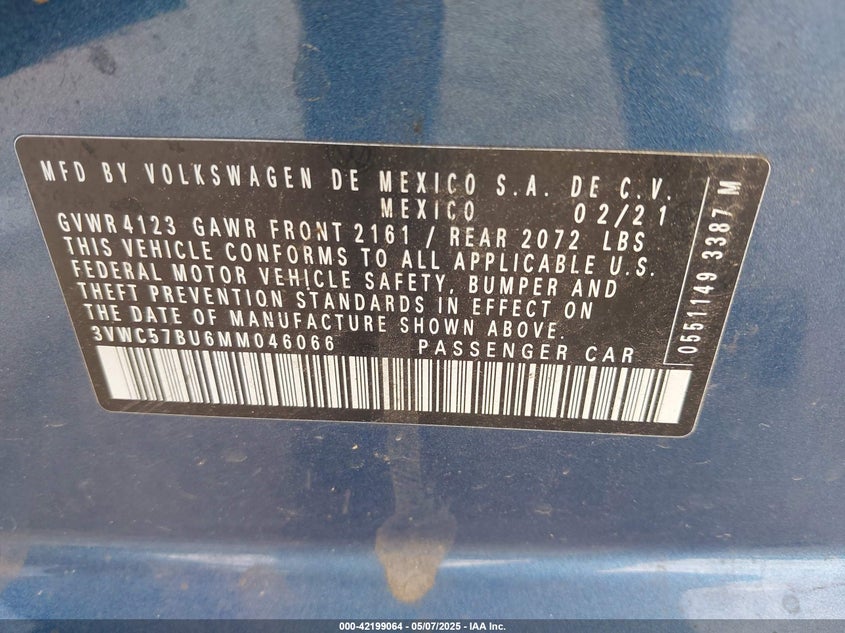 MFD BY VOLKSWAGEN DE MEXICO S.A. DE C.V.
MEXICO 02/21
GVWR 4123 GAWR FRONT 2161 / REAR 2072 LBS
THIS VEHICLE CONFORMS TO ALL APPLICABLE U.S.
FEDERAL MOTOR VEHICLE SAFETY, BUMPER AND
THEFT PREVENTION STANDARDS IN EFFECT ON
THE DATE OF MANUFACTURE SHOWN ABOVE.
3VWC57BU6MM046066 PASSENGER CAR
0551149 3387 M
000-42199064 - 05/07/2025 - IAA Inc.